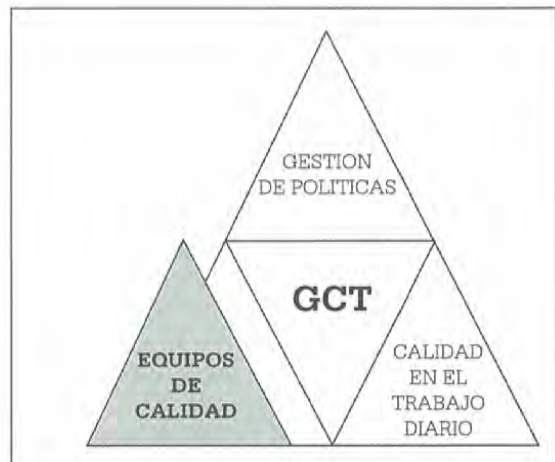 GESTION
DE POLITICAS
GCT
EQUIPOS
DE
CALIDAD
CALIDAD
EN EL
TRABAJO
DIARIO